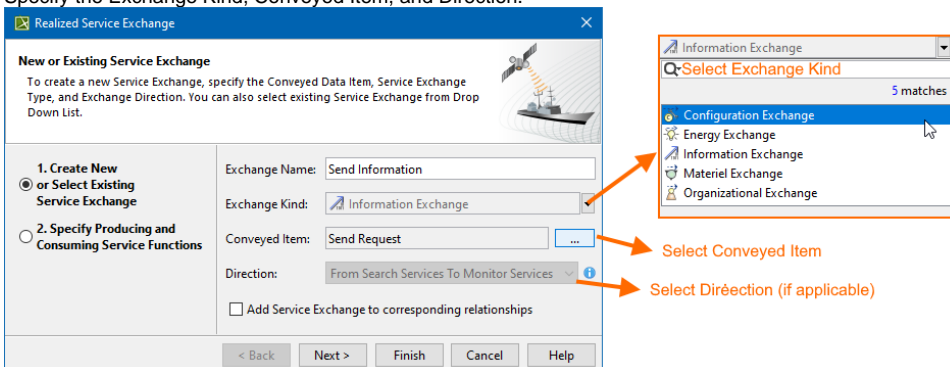 Specify the Exchange Kind, Conveyed Item, and Direction.
Realized Service Exchange
New or Existing Service Exchange
To create a new Service Exchange, specify the Conveyed Data Item, Service Exchange
Type, and Exchange Direction. You can also select existing Service Exchange from Drop
Down List.
1. Create New
or Select Existing
Service Exchange
2. Specify Producing and
Consuming Service Functions
Exchange Name: Send Information
Exchange Kind: Information Exchange
Conveyed Item: Send Request ...
Direction: From Search Services To Monitor Services
Add Service Exchange to corresponding relationships
< Back Next > Finish Cancel Help
Information Exchange
Select Exchange Kind
5 matches
Configuration Exchange
Energy Exchange
Information Exchange
Materiel Exchange
Organizational Exchange
Select Conveyed Item
Select Dirėection (if applicable)